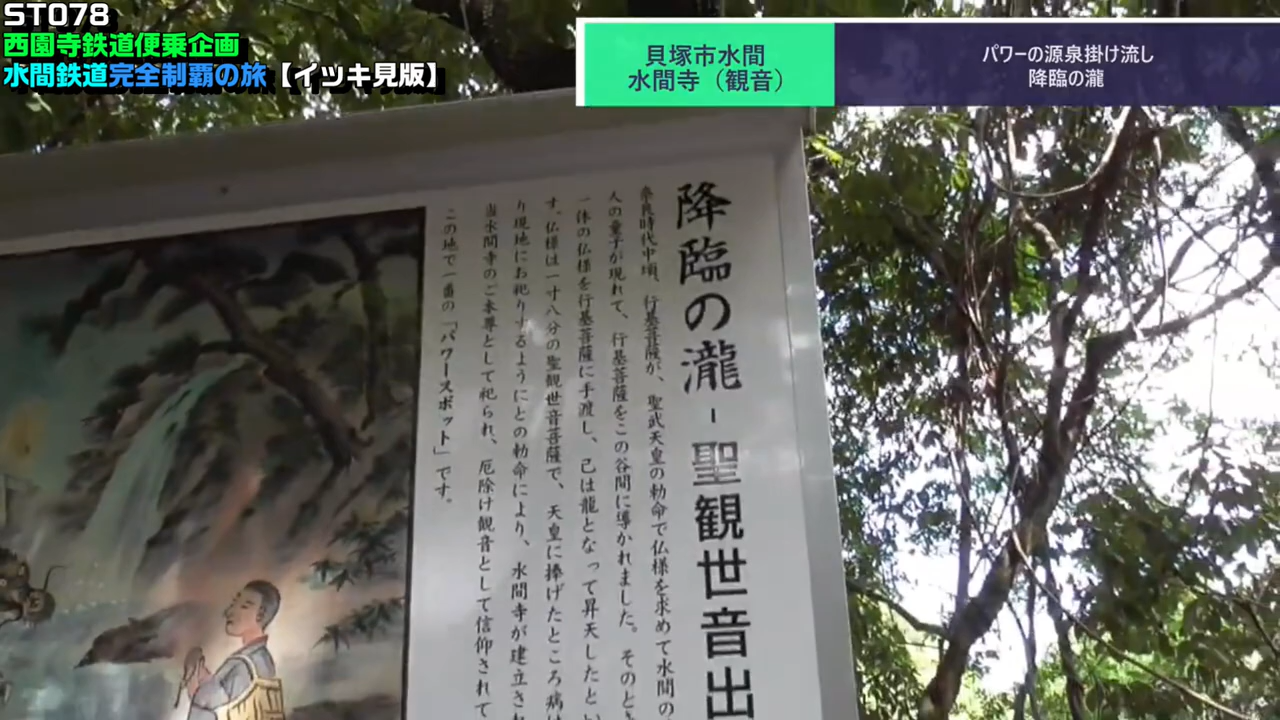 ST078
西園寺鉄道便乗企画
水間鉄道完全制覇の旅【イツキ見版】
貝塚市水間
水間寺（観音）
パワーの源泉掛け流し
降臨の瀧
降臨の瀧-聖観世音出
奈良時代中頃、行基菩薩が、聖武天皇の勅命で仏様を求めて水間の
人の童子が現れて、行基菩薩をこの谷間に導かれました。そのとき
一体の仏様を行基菩薩に手渡し、己は龍となって昇天したとい
す。仏様は一寸八分の聖観世音菩薩で、天皇に捧げたところ病は
り現地にお祀りするようにとの勅命により、水間寺が建立され
当水間寺のご本尊として祀られ、厄除け観音として信仰されて
この地で一番の「パワースポット」です。